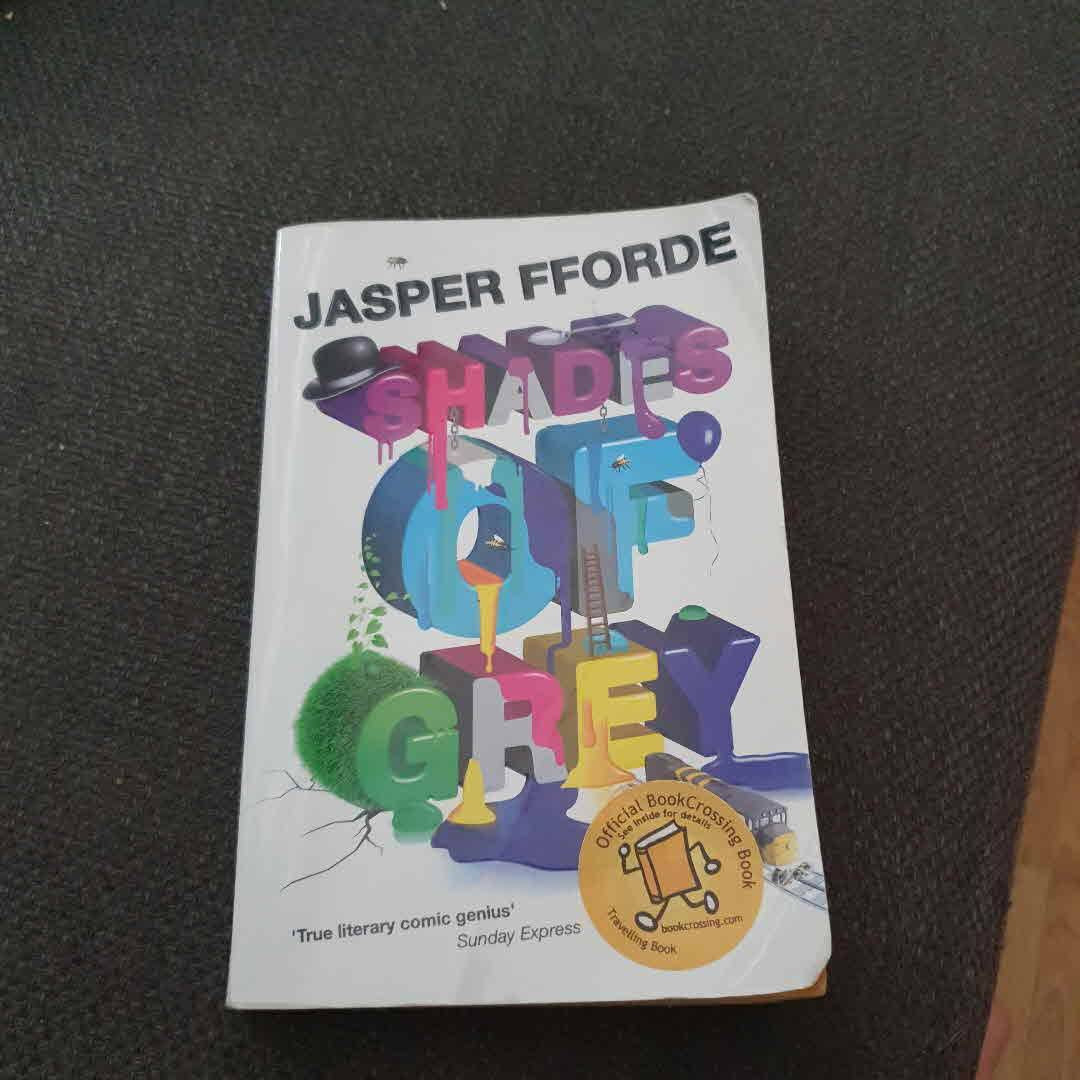 JASPER FFORDE
SHADES
OF
GREY
'True literary comic genius'
Sunday Express
Official BookCrossing Book
See inside for details
bookcrossing.com
Travelling Book